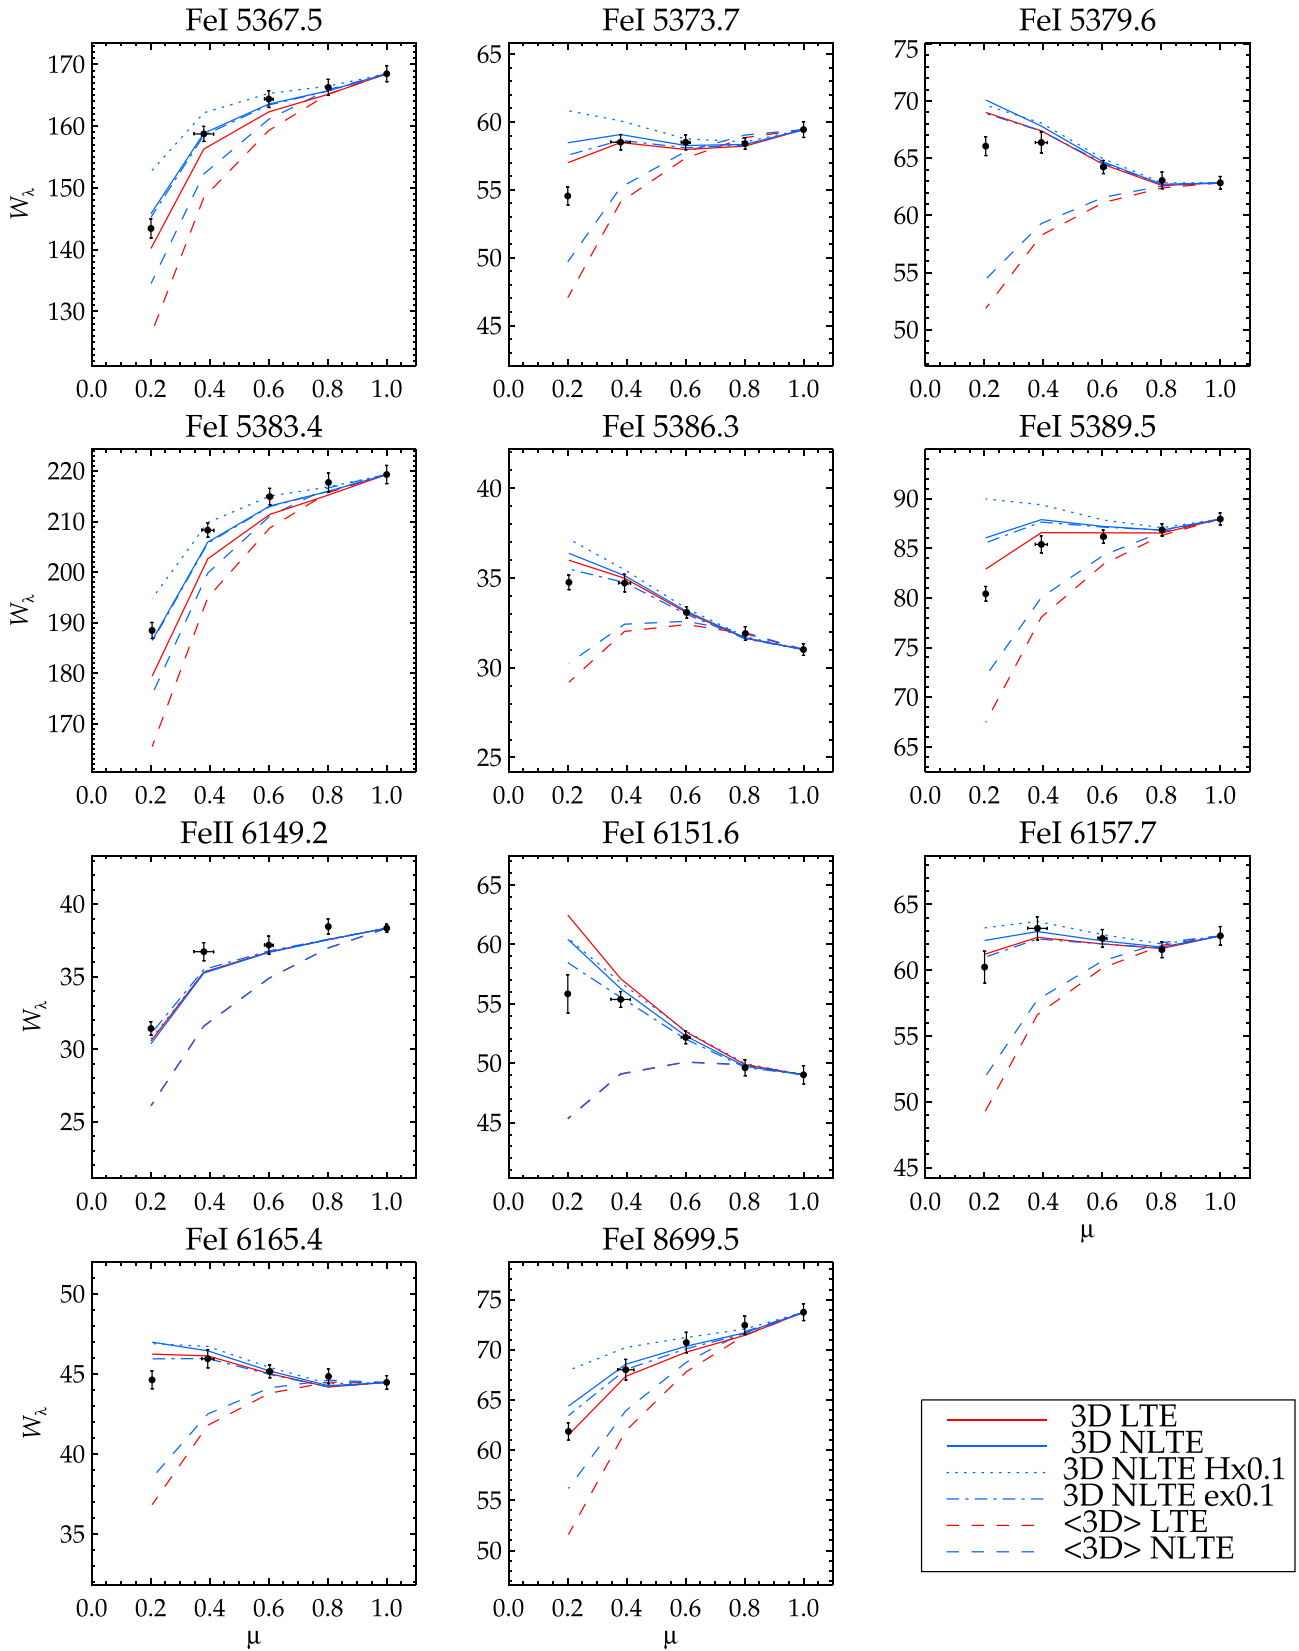 FeI 5367.5
FeI 5373.7
FeI 5379.6
W_λ
170
160
150
140
130
0.0 0.2 0.4 0.6 0.8 1.0
65
60
55
50
45
0.0 0.2 0.4 0.6 0.8 1.0
75
70
65
60
55
50
0.0 0.2 0.4 0.6 0.8 1.0
FeI 5383.4
FeI 5386.3
FeI 5389.5
W_λ
220
210
200
190
180
170
0.0 0.2 0.4 0.6 0.8 1.0
40
35
30
25
0.0 0.2 0.4 0.6 0.8 1.0
90
85
80
75
70
65
0.0 0.2 0.4 0.6 0.8 1.0
FeII 6149.2
FeI 6151.6
FeI 6157.7
W_λ
40
35
30
25
0.0 0.2 0.4 0.6 0.8 1.0
65
60
55
50
45
0.0 0.2 0.4 0.6 0.8 1.0
65
60
55
50
45
0.0 0.2 0.4 0.6 0.8 1.0
μ
FeI 6165.4
FeI 8699.5
W_λ
50
45
40
35
0.0 0.2 0.4 0.6 0.8 1.0
μ
75
70
65
60
55
50
0.0 0.2 0.4 0.6 0.8 1.0
μ
3D LTE
3D NLTE
3D NLTE Hx0.1
3D NLTE ex0.1
<3D> LTE
<3D> NLTE